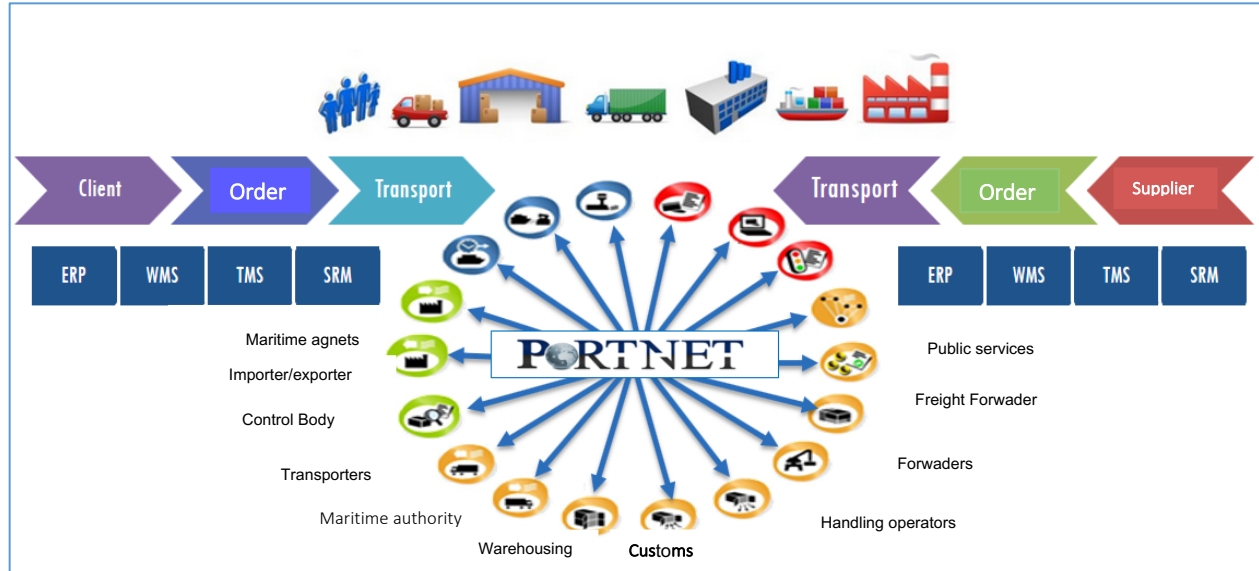 Client
Order
Transport
Transport
Order
Supplier
ERP
WMS
TMS
SRM
ERP
WMS
TMS
SRM
PORTNET
Maritime agnets
Importer/exporter
Control Body
Transporters
Maritime authority
Warehousing
Customs
Public services
Freight Forwader
Forwaders
Handling operators